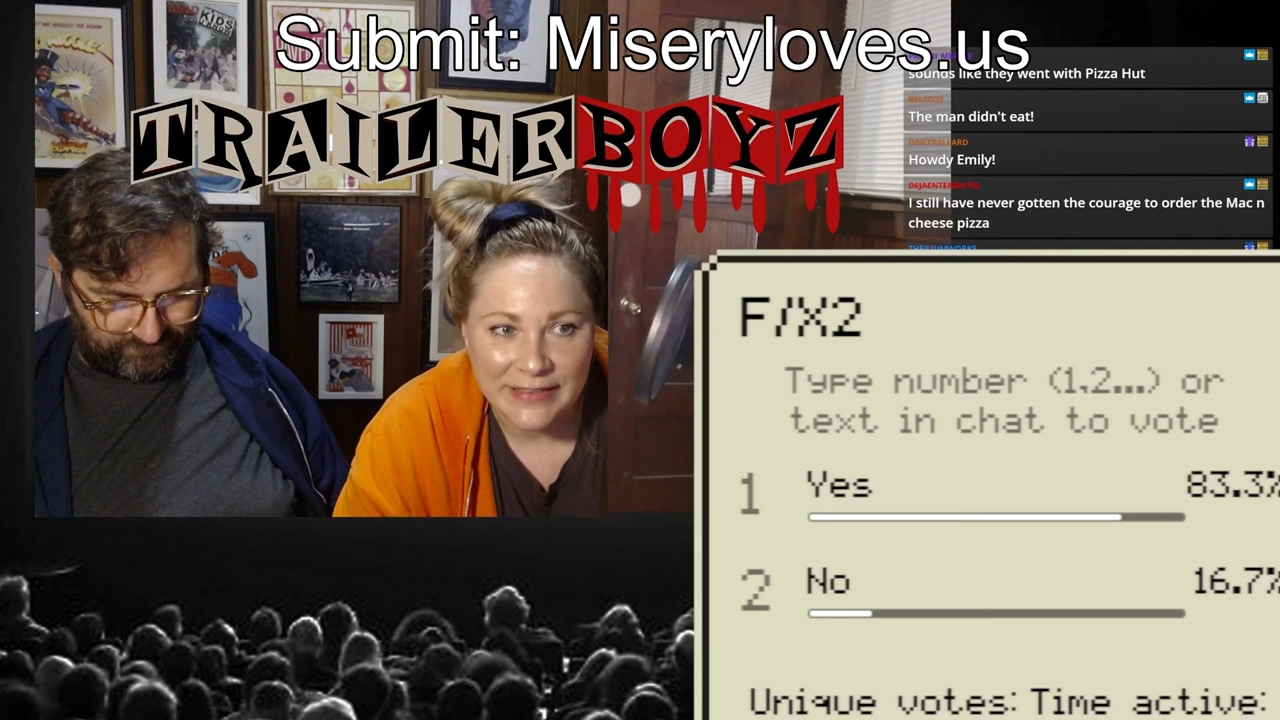 Submit: Miseryloves.us
TRAILERBOYZ
sounds like they went with Pizza Hut
The man didn't eat!
Howdy Emily!
I still have never gotten the courage to order the Mac n
cheese pizza
F/X2
Type number (1,2...) or
text in chat to vote
1 Yes 83.3%
2 No 16.7%
Unique votes: Time active: